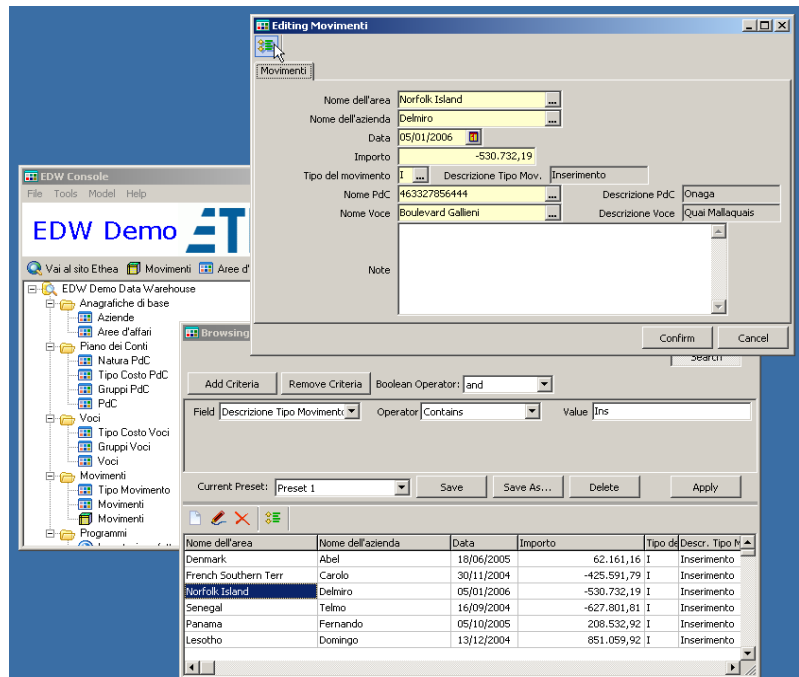 Editing Movimenti
Movimenti
Nome dell'area Norfolk Island ...
Nome dell'azienda Delmiro ...
Data 05/01/2006
Importo -530.732,19
Tipo del movimento I ... Descrizione Tipo Mov. Inserimento
Nome PdC 463327856444 ... Descrizione PdC Onaga
Nome Voce Boulevard Gallieni ... Descrizione Voce Quai Mallaquais
Note
Confirm Cancel
EDW Console
File Tools Model Help
EDW Demo
Vai al sito Ethea Movimenti Aree d'
EDW Demo Data Warehouse
Anagrafiche di base
Aziende
Aree d'affari
Piano dei Conti
Natura PdC
Tipo Costo PdC
Gruppi PdC
PdC
Voci
Tipo Costo Voci
Gruppi Voci
Voci
Movimenti
Tipo Movimento
Movimenti
Movimenti
Programmi
Browsing
Search
Add Criteria Remove Criteria Boolean Operator: and
Field Descrizione Tipo Movimento Operator Contains Value Ins
Current Preset: Preset 1 Save Save As... Delete Apply
Nome dell'area Nome dell'azienda Data Importo Tipo de Descr. Tipo M
Denmark Abel 18/06/2005 62.161,16 I Inserimento
French Southern Terr Carolo 30/11/2004 -425.591,79 I Inserimento
Norfolk Island Delmiro 05/01/2006 -530.732,19 I Inserimento
Senegal Telmo 16/09/2004 -627.801,81 I Inserimento
Panama Fernando 05/10/2005 208.532,92 I Inserimento
Lesotho Domingo 13/12/2004 851.059,92 I Inserimento